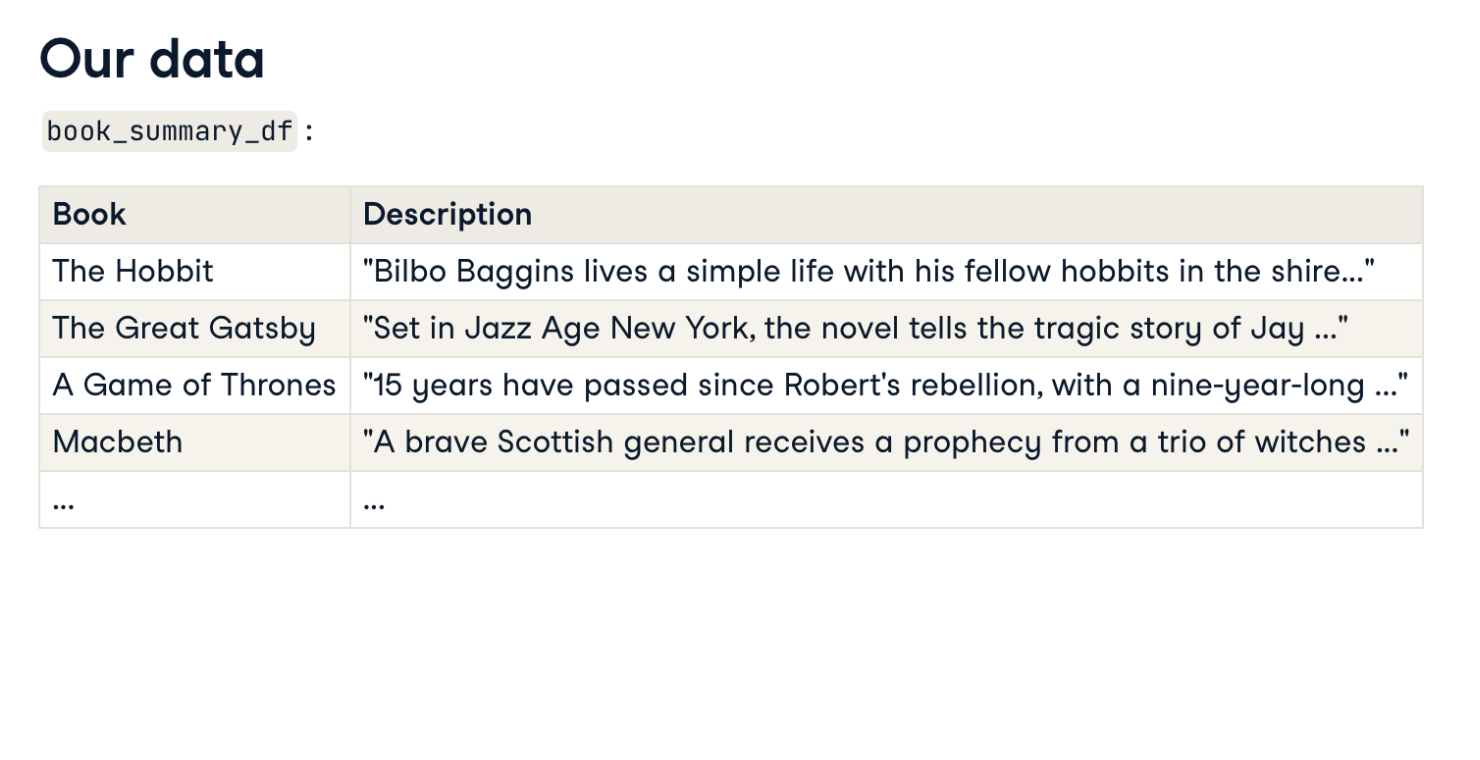 Our data
book_summary_df :
Book Description
The Hobbit "Bilbo Baggins lives a simple life with his fellow hobbits in the shire..."
The Great Gatsby "Set in Jazz Age New York, the novel tells the tragic story of Jay ..."
A Game of Thrones "15 years have passed since Robert's rebellion, with a nine-year-long ..."
Macbeth "A brave Scottish general receives a prophecy from a trio of witches ..."
... ...